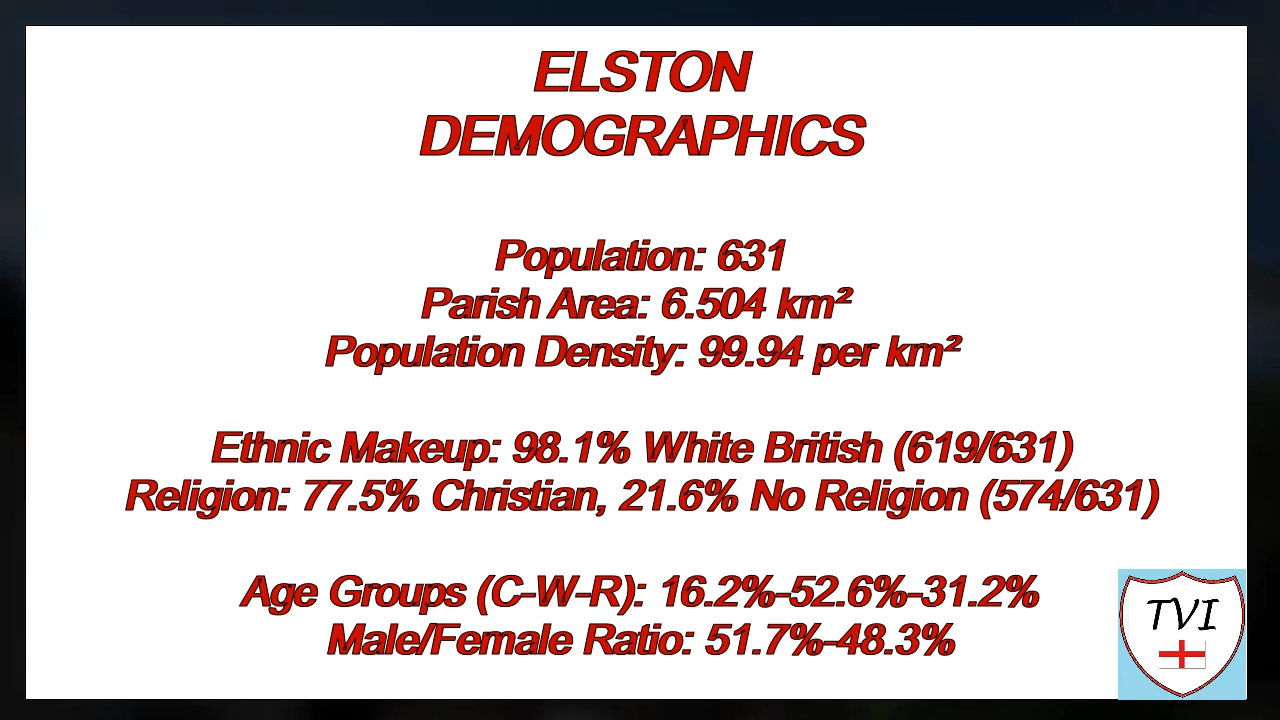 ELSTON
DEMOGRAPHICS
Population: 631
Parish Area: 6.504 km²
Population Density: 99.94 per km²
Ethnic Makeup: 98.1% White British (619/631)
Religion: 77.5% Christian, 21.6% No Religion (574/631)
Age Groups (C-W-R): 16.2%-52.6%-31.2%
Male/Female Ratio: 51.7%-48.3%
TVI